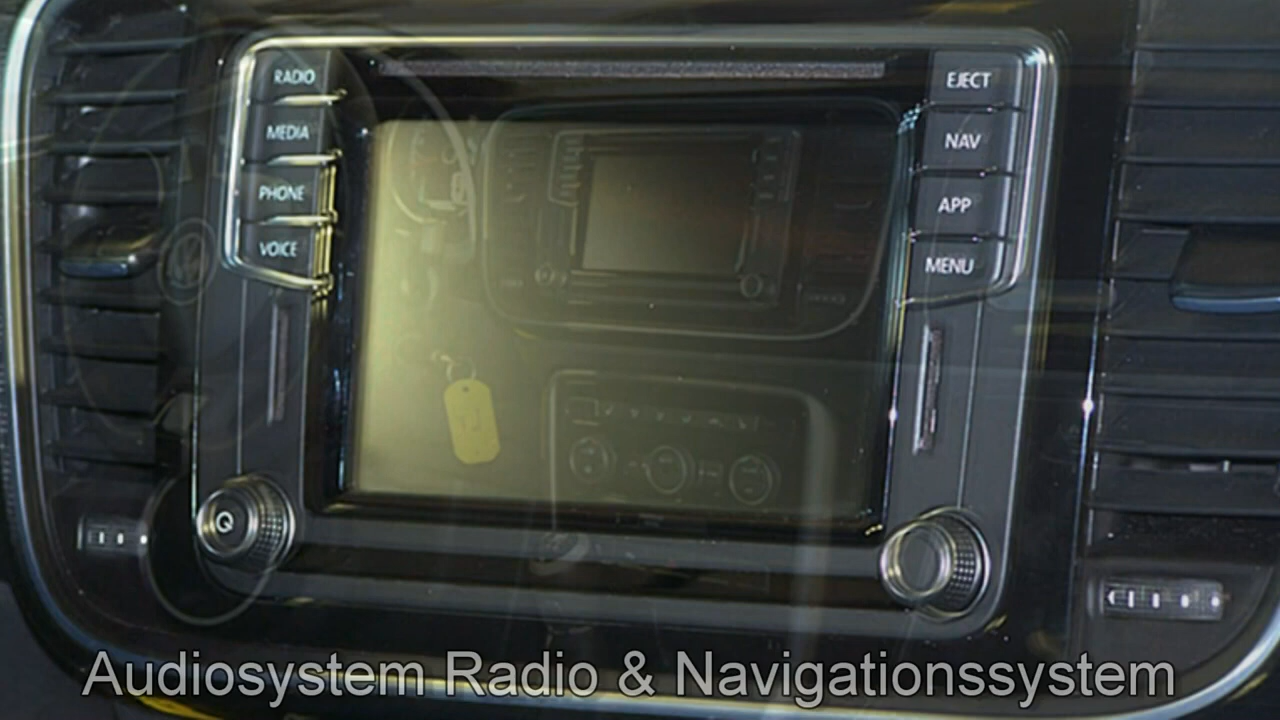 RADIO
MEDIA
PHONE
VOICE
EJECT
NAV
APP
MENU
Audiosystem Radio & Navigationssystem